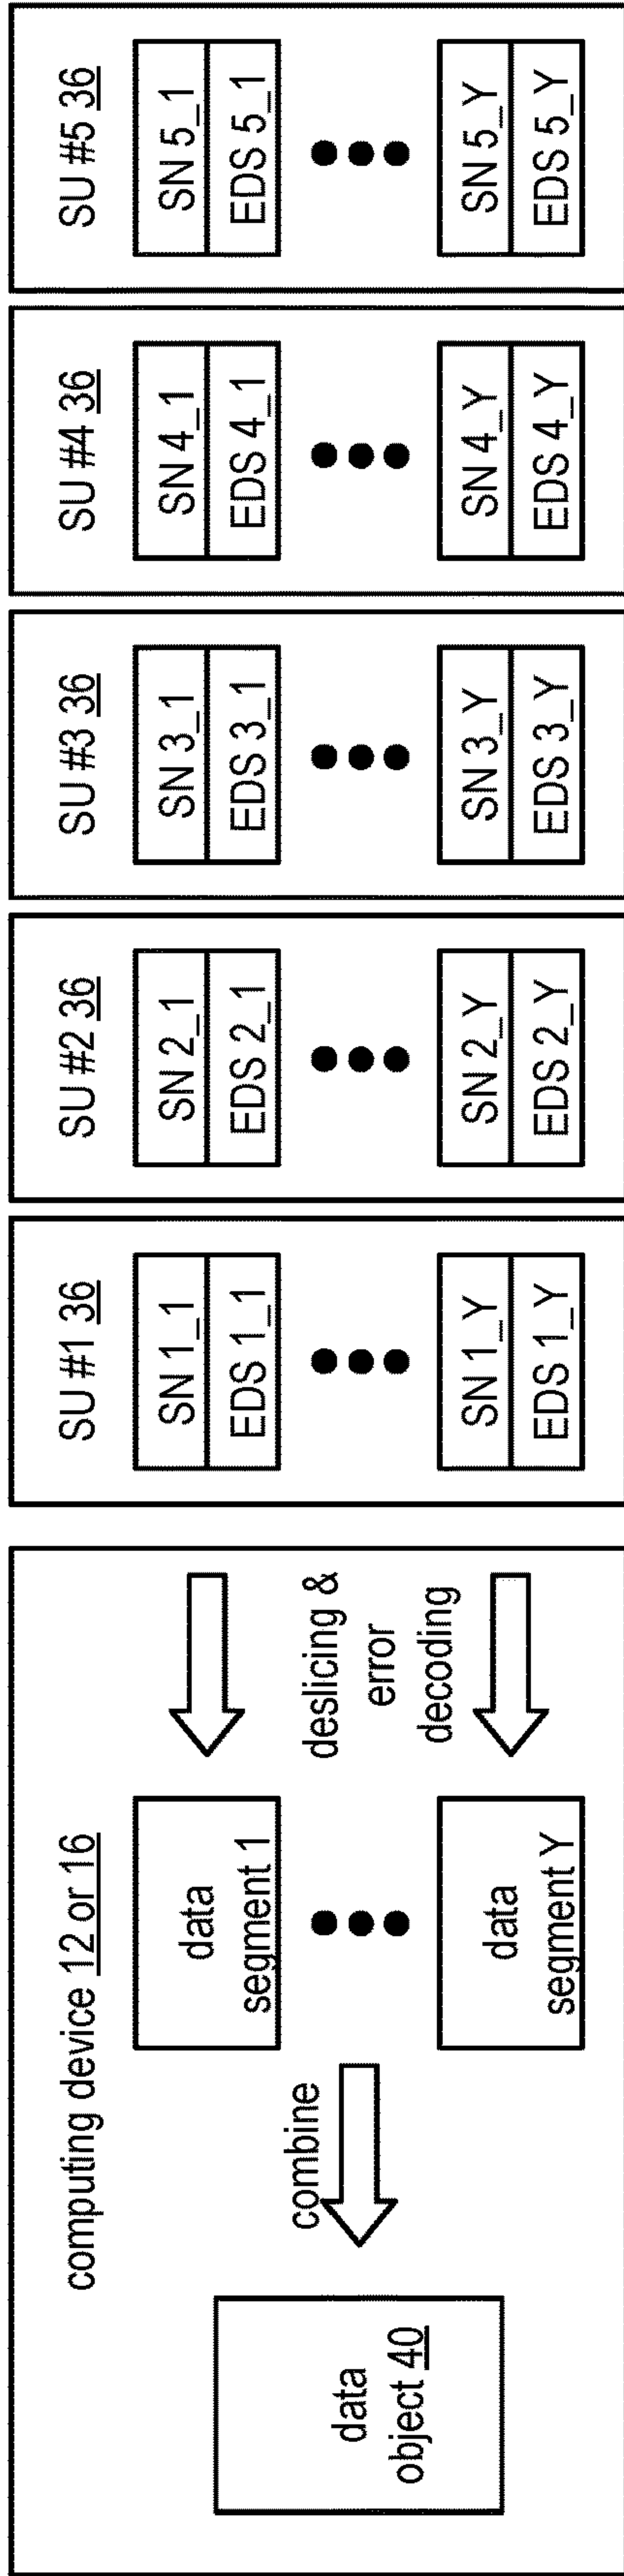 computing device 12 or 16
data
object 40
combine
data
segment 1
data
segment Y
deslicing &
error
decoding
SU #1 36
SN 1_1
EDS 1_1
SN 1_Y
EDS 1_Y
SU #2 36
SN 2_1
EDS 2_1
SN 2_Y
EDS 2_Y
SU #3 36
SN 3_1
EDS 3_1
SN 3_Y
EDS 3_Y
SU #4 36
SN 4_1
EDS 4_1
SN 4_Y
EDS 4_Y
SU #5 36
SN 5_1
EDS 5_1
SN 5_Y
EDS 5_Y